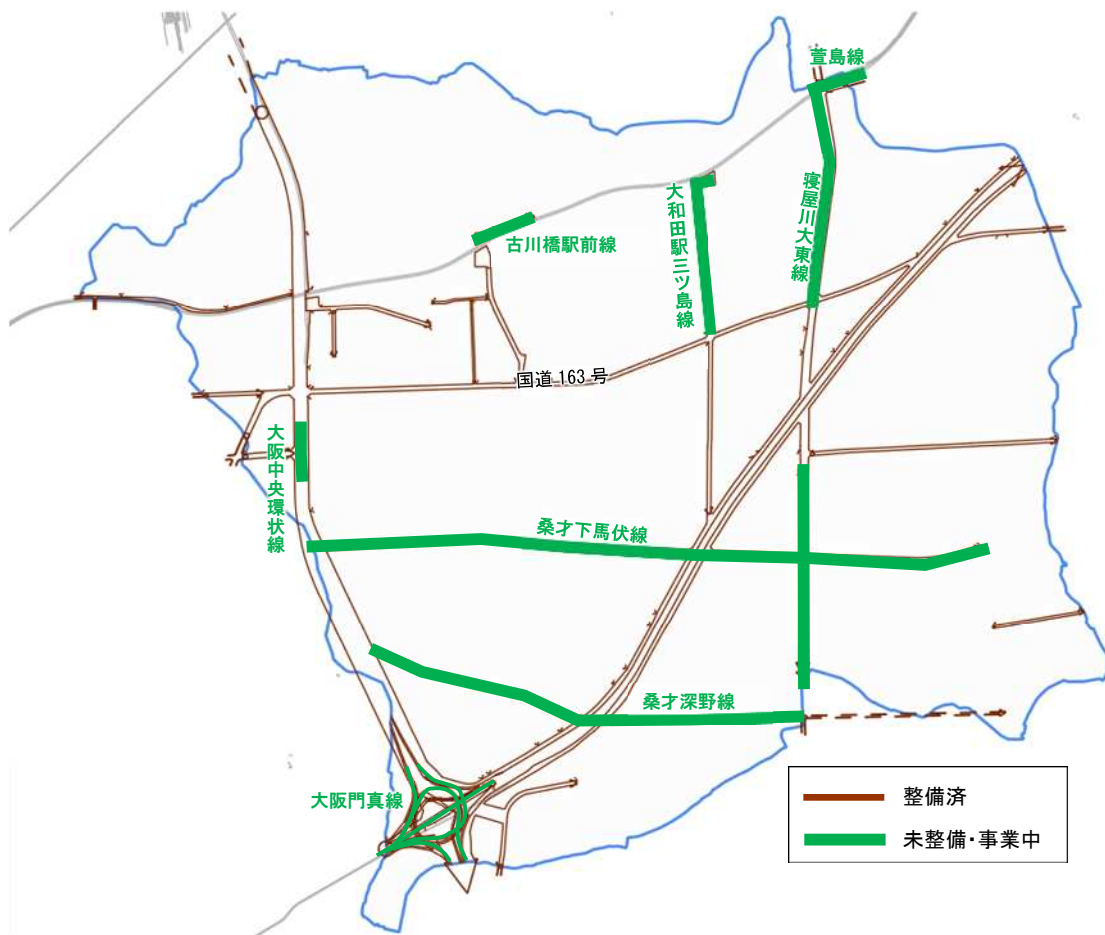 萱島線
大和田駅三ツ島線
寝屋川大東線
古川橋駅前線
国道 163 号
大阪中央環状線
桑才下馬伏線
桑才深野線
大阪門真線
整備済
未整備・事業中